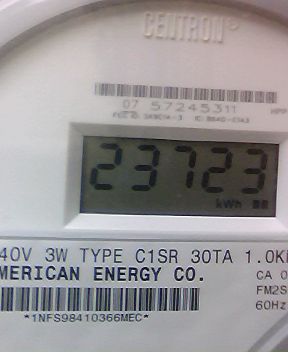 CENTRON®
07 57245311
23723
kWh
40V 3W TYPE C1SR 30TA 1.0K
MERICAN ENERGY CO.
CA 0
FM2S
60Hz
*1NFS98410366MEC*